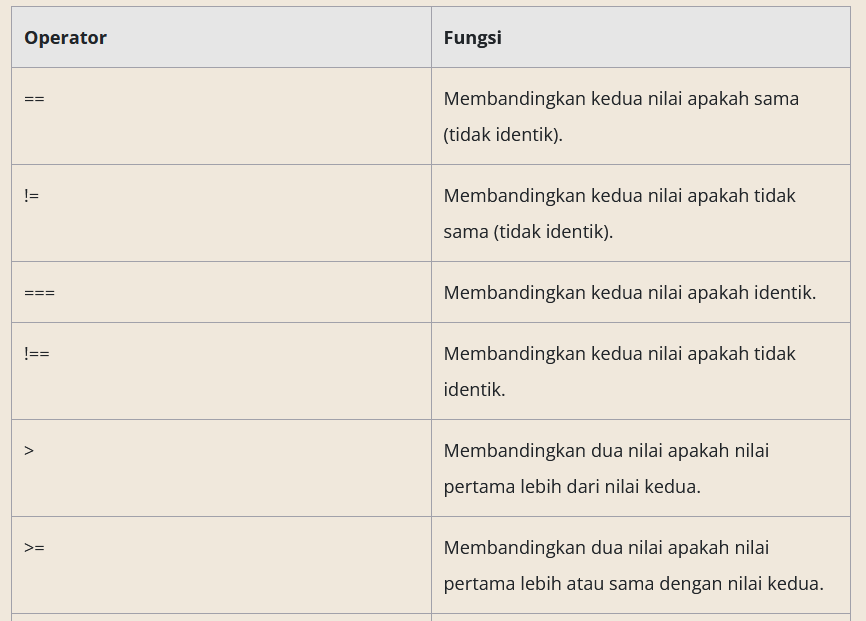 Operator Fungsi
== Membandingkan kedua nilai apakah sama
(tidak identik).
!= Membandingkan kedua nilai apakah tidak
sama (tidak identik).
=== Membandingkan kedua nilai apakah identik.
!== Membandingkan kedua nilai apakah tidak
identik.
> Membandingkan dua nilai apakah nilai
pertama lebih dari nilai kedua.
>= Membandingkan dua nilai apakah nilai
pertama lebih atau sama dengan nilai kedua.